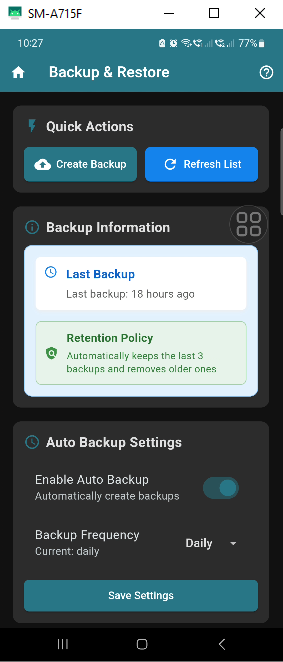 SM-A715F
10:27
77%
Backup & Restore
Quick Actions
Create Backup
Refresh List
Backup Information
Last Backup
Last backup: 18 hours ago
Retention Policy
Automatically keeps the last 3
backups and removes older ones
Auto Backup Settings
Enable Auto Backup
Automatically create backups
Backup Frequency
Current: daily
Daily
Save Settings